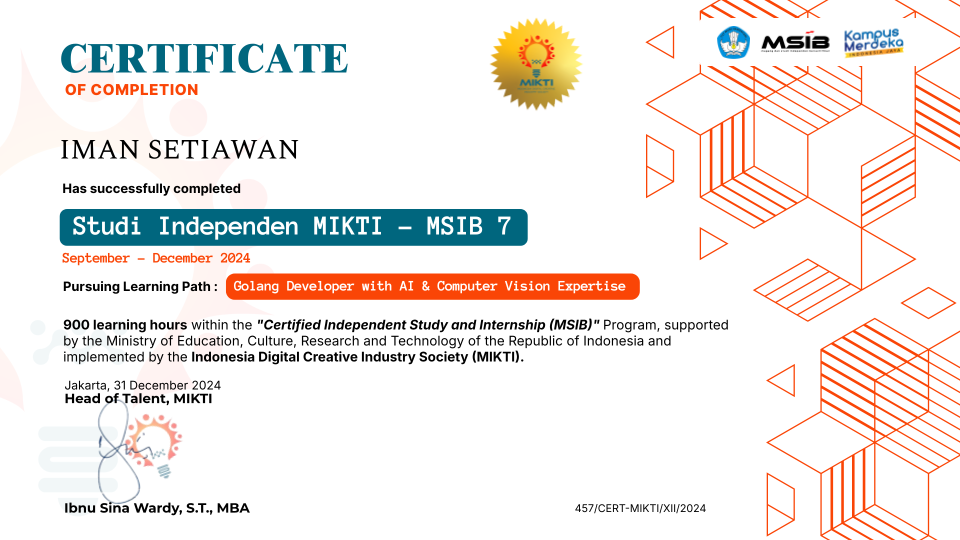 CERTIFICATE
OF COMPLETION
MIKTI
MSIB
Kampus
Merdeka
INDONESIA JAYA
IMAN SETIAWAN
Has successfully completed
Studi Independen MIKTI – MSIB 7
September – December 2024
Pursuing Learning Path :
Golang Developer with AI & Computer Vision Expertise
900 learning hours within the "Certified Independent Study and Internship (MSIB)" Program, supported
by the Ministry of Education, Culture, Research and Technology of the Republic of Indonesia and
implemented by the Indonesia Digital Creative Industry Society (MIKTI).
Jakarta, 31 December 2024
Head of Talent, MIKTI
Ibnu Sina Wardy, S.T., MBA
457/CERT-MIKTI/XII/2024